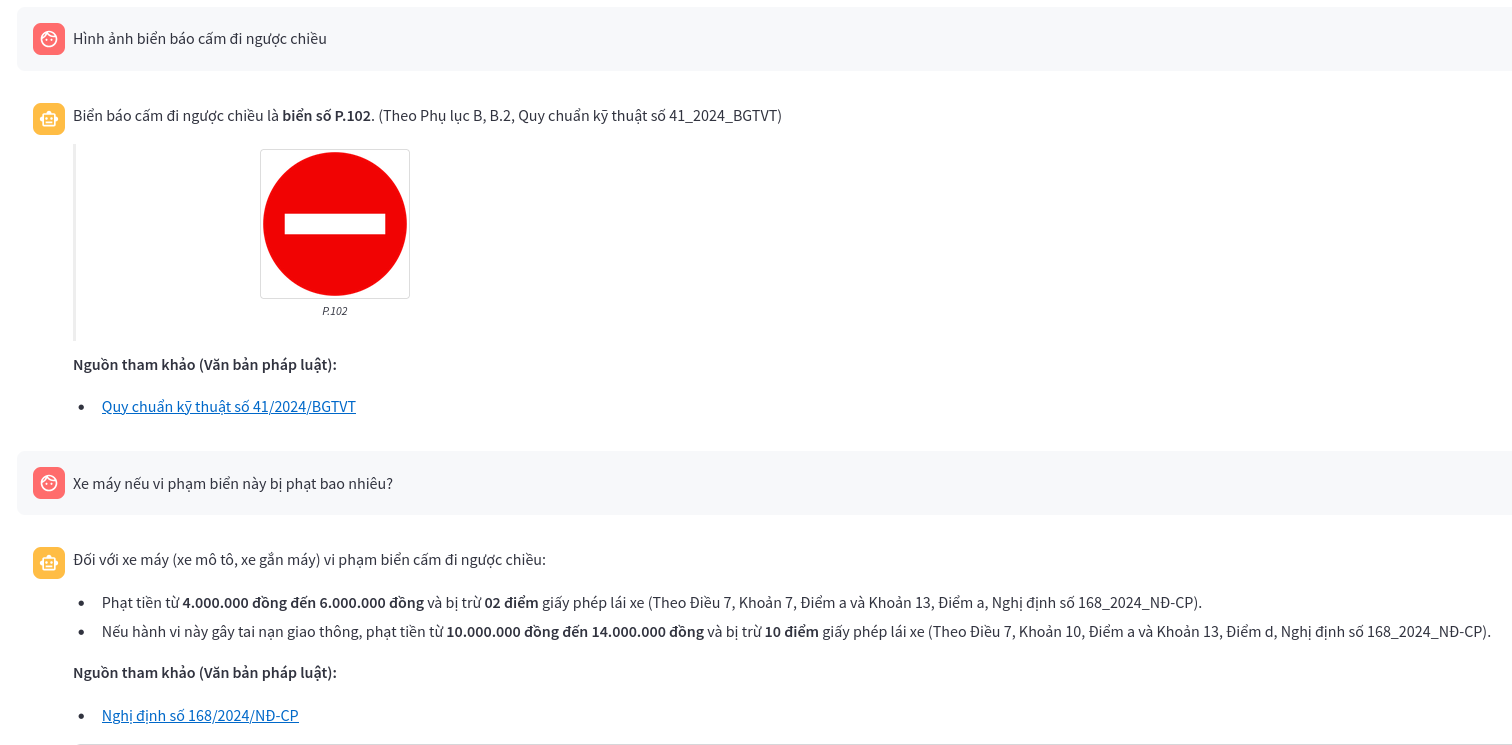 Hình ảnh biển báo cấm đi ngược chiều
Biển báo cấm đi ngược chiều là biển số P.102. (Theo Phụ lục B, B.2, Quy chuẩn kỹ thuật số 41_2024_BGTVT)
P.102
Nguồn tham khảo (Văn bản pháp luật):
• Quy chuẩn kỹ thuật số 41/2024/BGTVT
Xe máy nếu vi phạm biển này bị phạt bao nhiêu?
Đối với xe máy (xe mô tô, xe gắn máy) vi phạm biển cấm đi ngược chiều:
• Phạt tiền từ 4.000.000 đồng đến 6.000.000 đồng và bị trừ 02 điểm giấy phép lái xe (Theo Điều 7, Khoản 7, Điểm a và Khoản 13, Điểm a, Nghị định số 168_2024_NĐ-CP).
• Nếu hành vi này gây tai nạn giao thông, phạt tiền từ 10.000.000 đồng đến 14.000.000 đồng và bị trừ 10 điểm giấy phép lái xe (Theo Điều 7, Khoản 10, Điểm a và Khoản 13, Điểm d, Nghị định số 168_2024_NĐ-CP).
Nguồn tham khảo (Văn bản pháp luật):
• Nghị định số 168/2024/NĐ-CP